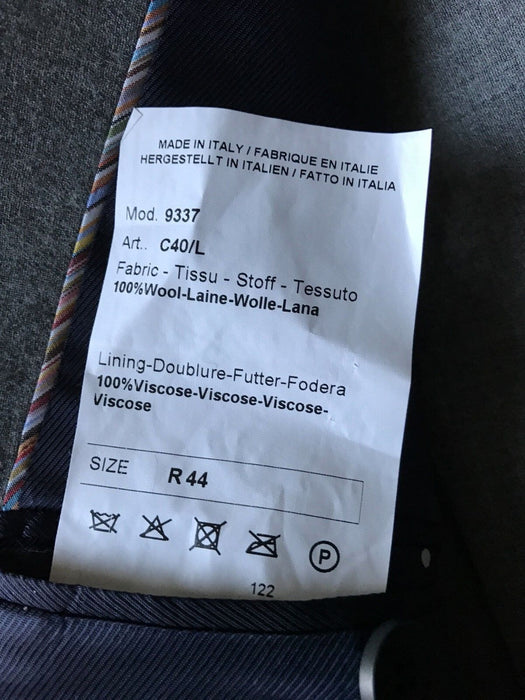 MADE IN ITALY / FABRIQUE EN ITALIE
HERGESTELLT IN ITALIEN / FATTO IN ITALIA
Mod. 9337
Art.. C40/L
Fabric - Tissu - Stoff - Tessuto
100%Wool-Laine-Wolle-Lana
Lining-Doublure-Futter-Fodera
100%Viscose-Viscose-Viscose-
Viscose
SIZE R 44
P
122